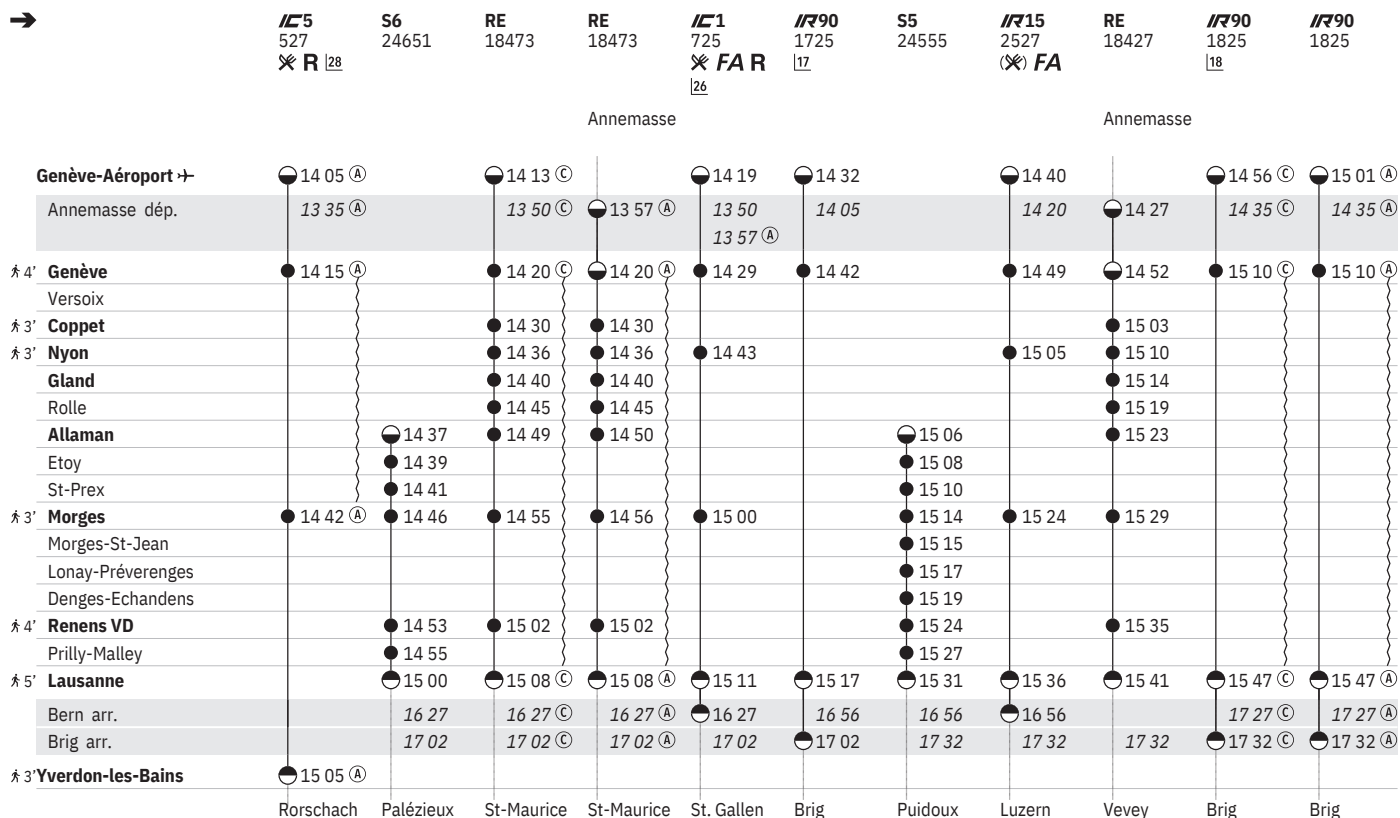 IC5 S6 RE RE IC1 IR90 S5 IR15 RE IR90 IR90
527 24651 18473 18473 725 1725 24555 2527 18427 1825 1825
R 28 FA R 17 FA 18
26
Annemasse Annemasse
Genève-Aéroport 14 05 Ⓐ 14 13 Ⓒ 14 19 14 32 14 40 14 56 Ⓒ 15 01 Ⓐ
Annemasse dép. 13 35 Ⓐ 13 50 Ⓒ 13 57 Ⓐ 13 50 14 05 14 20 14 27 14 35 Ⓒ 14 35 Ⓐ
13 57 Ⓐ
4' Genève 14 15 Ⓐ 14 20 Ⓒ 14 20 Ⓐ 14 29 14 42 14 49 14 52 15 10 Ⓒ 15 10 Ⓐ
Versoix
3' Coppet 14 30 14 30 15 03
3' Nyon 14 36 14 36 14 43 15 05 15 10
Gland 14 40 14 40 15 14
Rolle 14 45 14 45 15 19
Allaman 14 37 14 49 14 50 15 06 15 23
Etoy 14 39 15 08
St-Prex 14 41 15 10
3' Morges 14 42 Ⓐ 14 46 14 55 14 56 15 00 15 14 15 24 15 29
Morges-St-Jean 15 15
Lonay-Préverenges 15 17
Denges-Echandens 15 19
4' Renens VD 14 53 15 02 15 02 15 24 15 35
Prilly-Malley 14 55 15 27
5' Lausanne 15 00 15 08 Ⓒ 15 08 Ⓐ 15 11 15 17 15 31 15 36 15 41 15 47 Ⓒ 15 47 Ⓐ
Bern arr. 16 27 16 27 Ⓒ 16 27 Ⓐ 16 27 16 56 16 56 16 56 17 27 Ⓒ 17 27 Ⓐ
Brig arr. 17 02 17 02 Ⓒ 17 02 Ⓐ 17 02 17 02 17 32 17 32 17 32 17 32 Ⓒ 17 32 Ⓐ
3' Yverdon-les-Bains 15 05 Ⓐ
Rorschach Palézieux St-Maurice St-Maurice St. Gallen Brig Puidoux Luzern Vevey Brig Brig